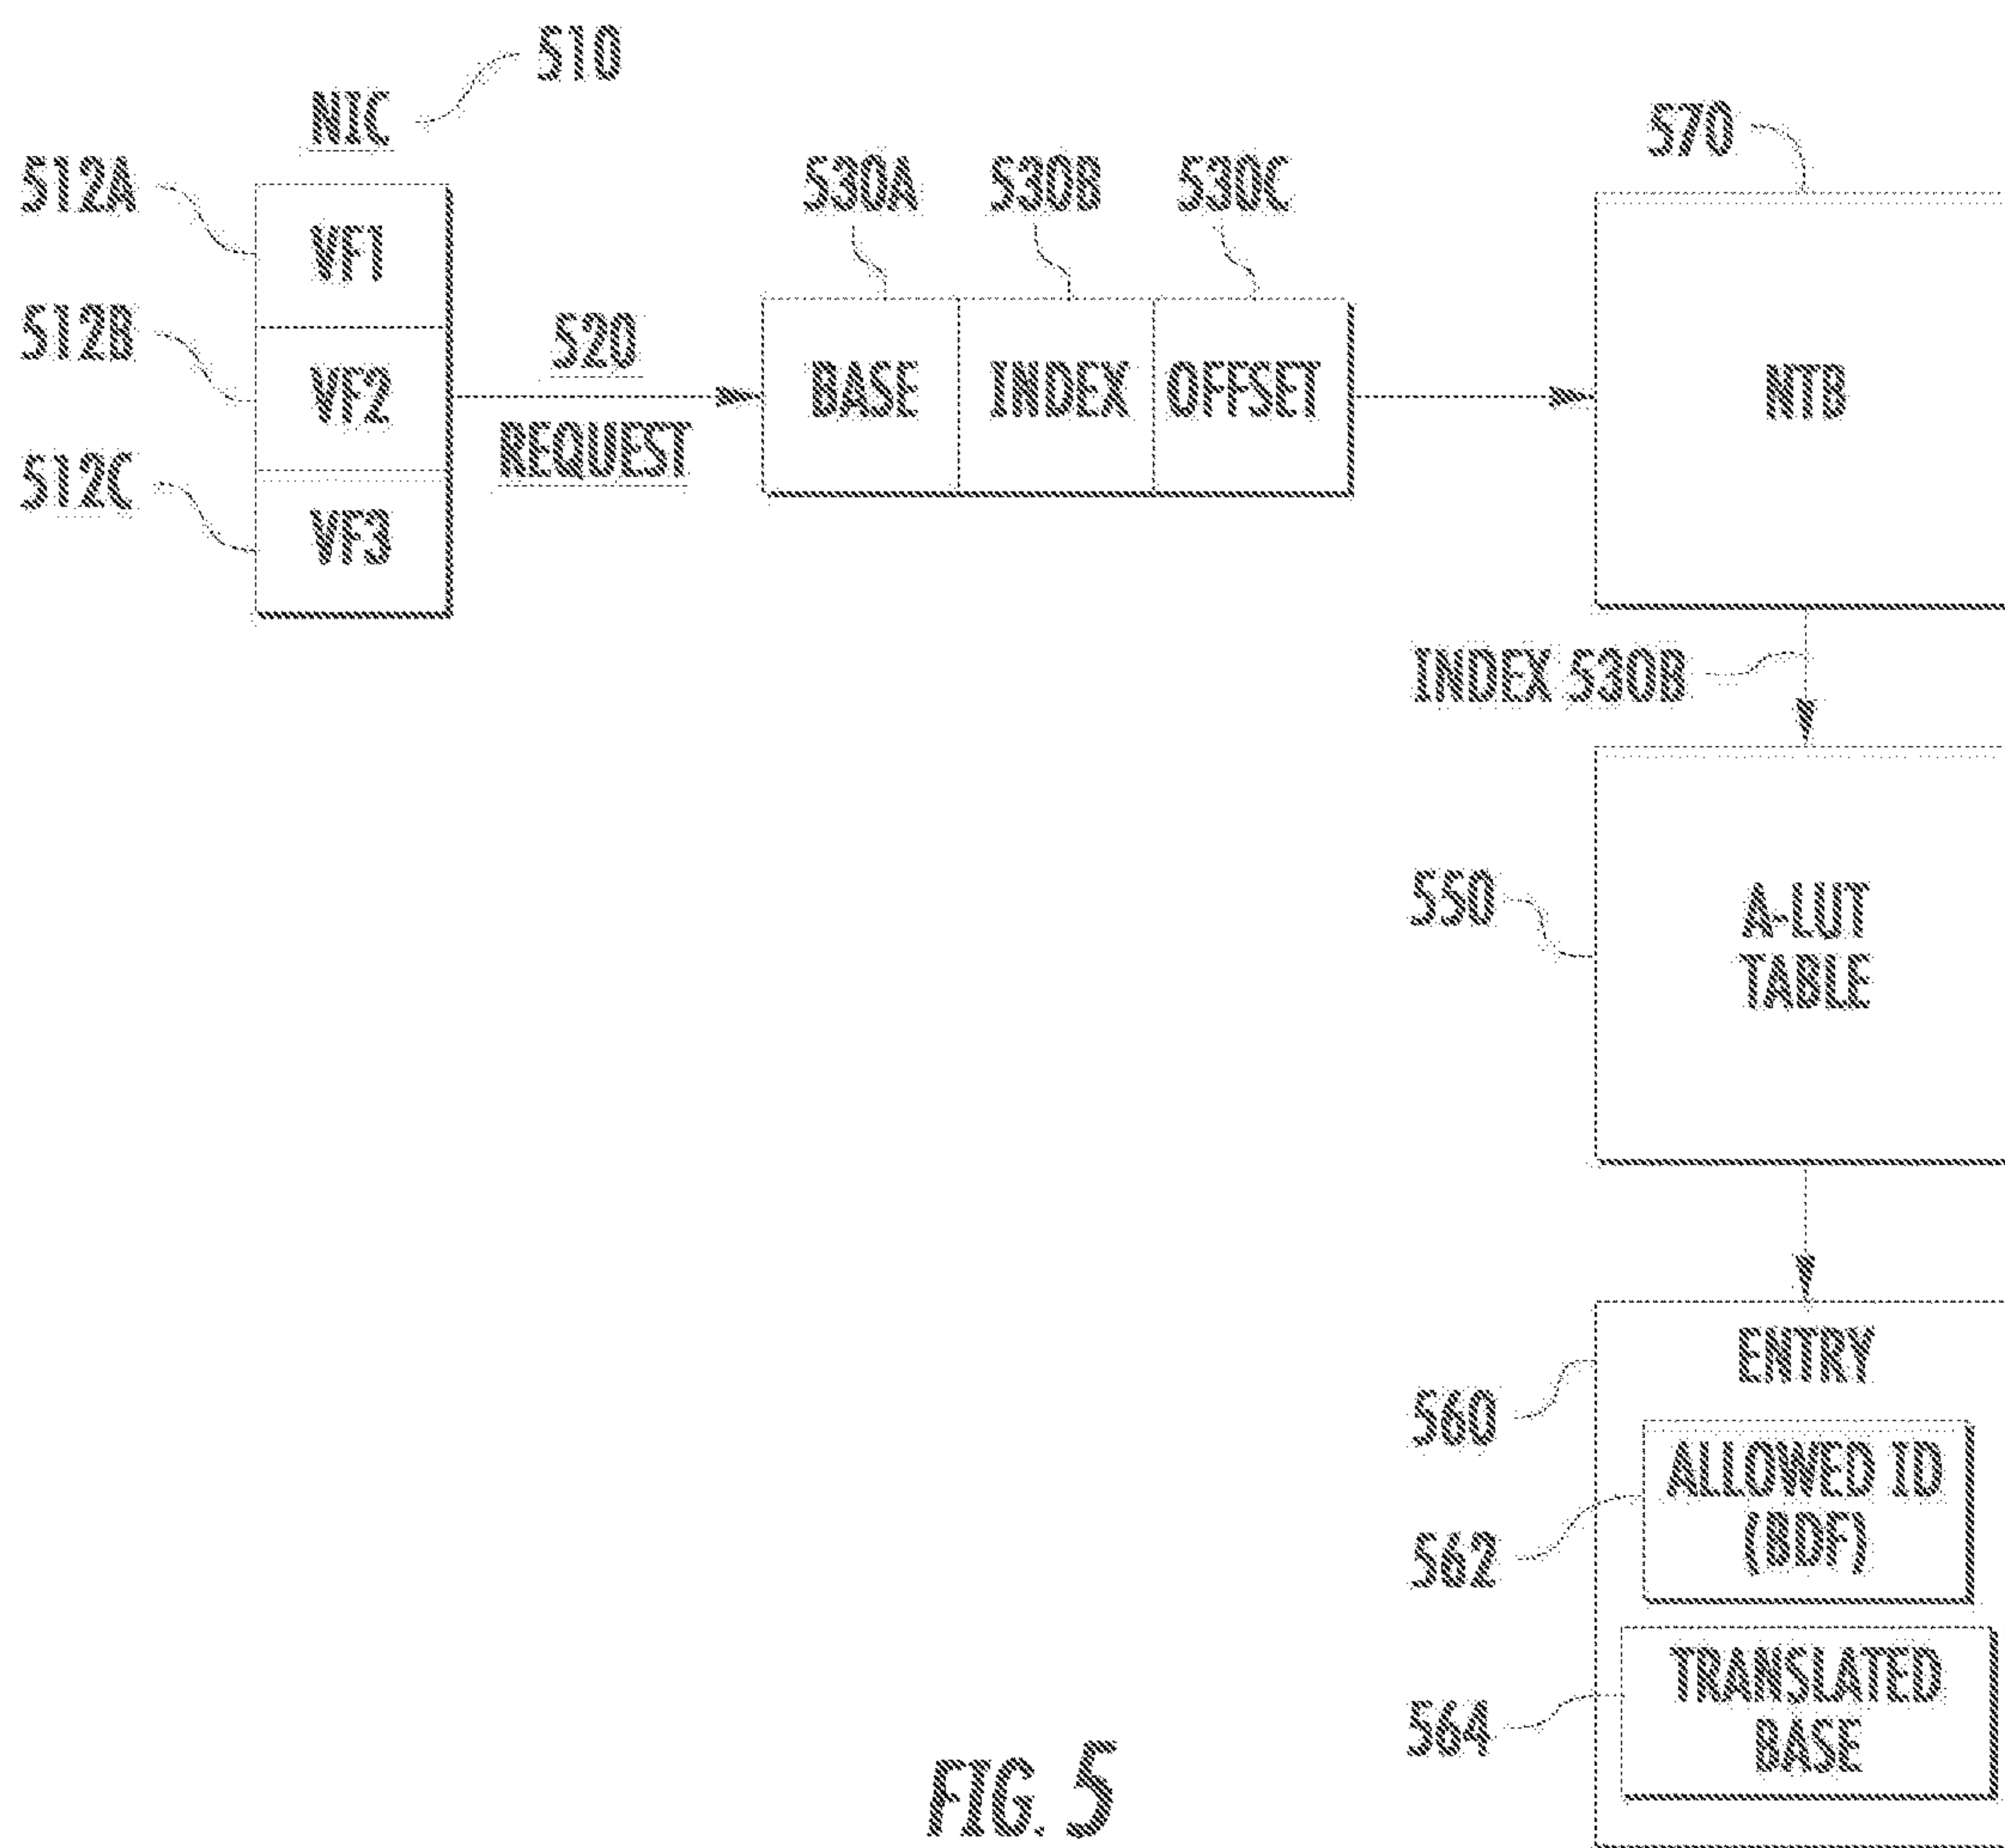 510
NIC
570
512A
530A
530B
530C
VF1
512B
520
VF2
BASE
INDEX
OFFSET
NTB
REQUEST
512C
VF3
INDEX 530B
550
A-LUT
TABLE
ENTRY
560
ALLOWED ID
(BDF)
562
TRANSLATED
BASE
564
FIG. 5